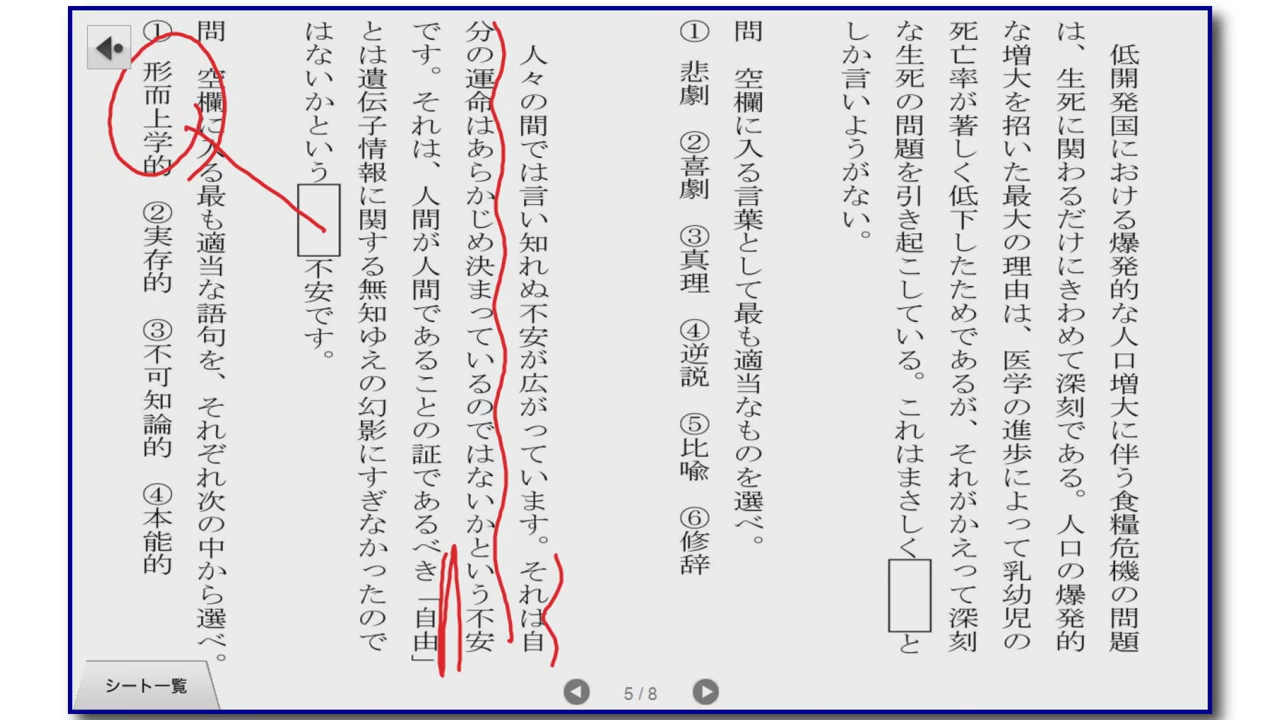 低開発国における爆発的な人口増大に伴う食糧危機の問題
は、生死に関わるだけにきわめて深刻である。人口の爆発的
な増大を招いた最大の理由は、医学の進歩によって乳幼児の
死亡率が著しく低下したためであるが、それがかえって深刻
な生死の問題を引き起こしている。これはまさしく と
しか言いようがない。
問 空欄に入る言葉として最も適当なものを選べ。
① 悲劇 ②喜劇 ③真理 ④逆説 ⑤比喩 ⑥修辞
人々の間では言い知れぬ不安が広がっています。それは自
分の運命はあらかじめ決まっているのではないかという不安
です。それは、人間が人間であることの証であるべき「自由」
とは遺伝子情報に関する無知ゆえの幻影にすぎなかったので
はないかという 不安です。
問 空欄に入る最も適当な語句を、それぞれ次の中から選べ。
① 形而上学的 ②実存的 ③不可知論的 ④本能的
シート一覧
5 / 8